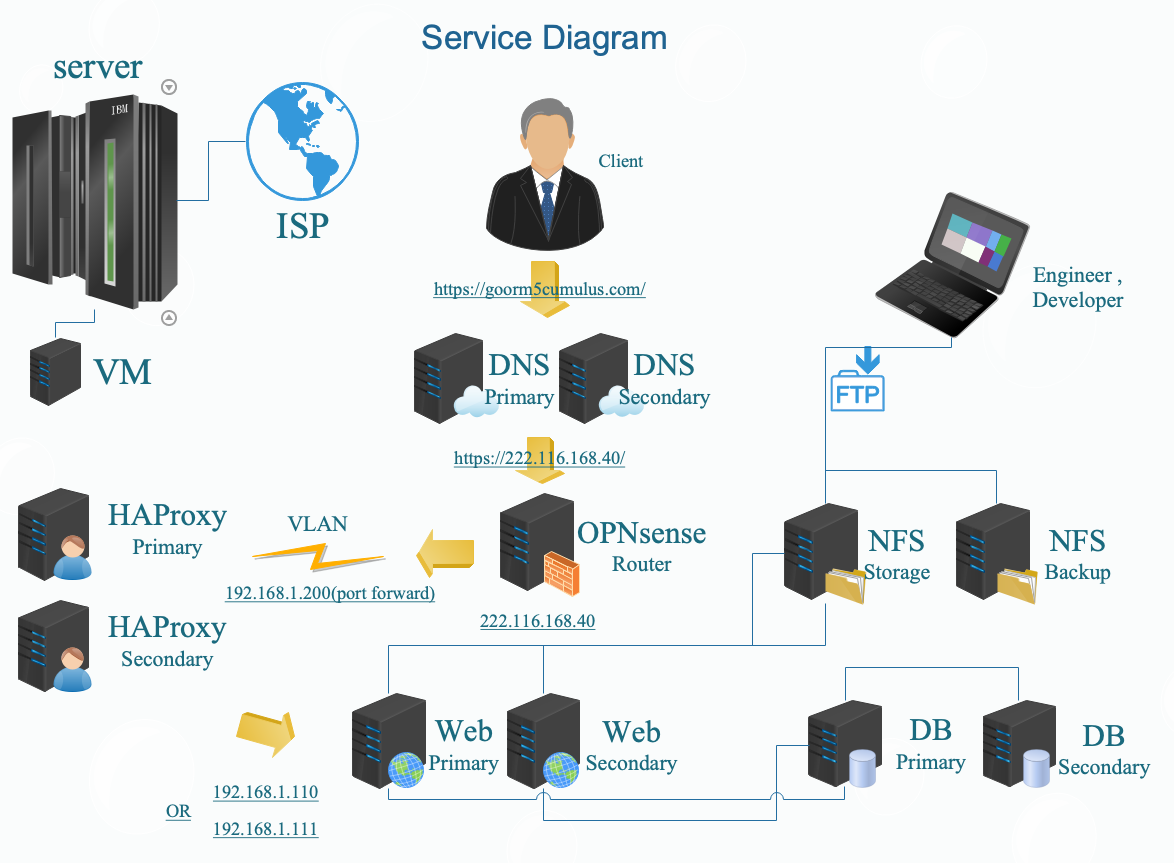 Service Diagram
server
IBM
ISP
Client
https://goorm5cumulus.com/
Engineer ,
Developer
VM
DNS
Primary
DNS
Secondary
FTP
https://222.116.168.40/
HAProxy
Primary
VLAN
192.168.1.200(port forward)
OPNsense
Router
222.116.168.40
NFS
Storage
NFS
Backup
HAProxy
Secondary
Web
Primary
Web
Secondary
DB
Primary
DB
Secondary
OR
192.168.1.110
192.168.1.111